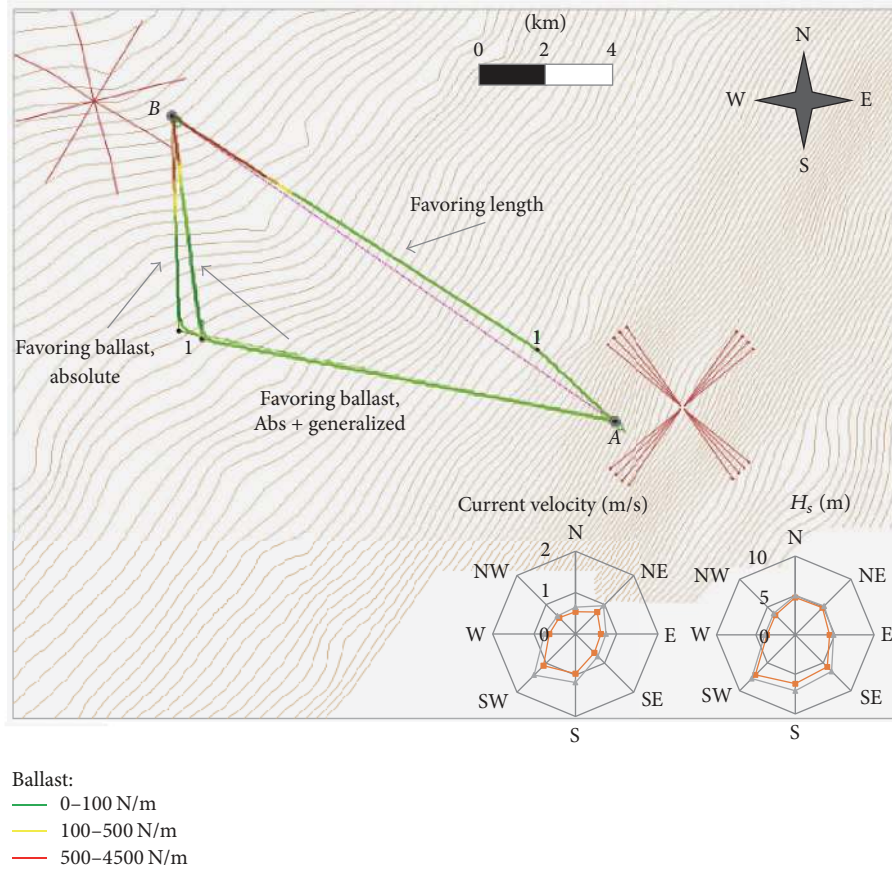 (km)
0 2 4
N
W E
S
B
Favoring length
1
Favoring ballast,
absolute
1
Favoring ballast,
Abs + generalized
A
Current velocity (m/s)
N
2
NW NE
1
W 0 E
SW SE
S
Hs (m)
N
10
NW NE
5
W 0 E
SW SE
S
Ballast:
0–100 N/m
100–500 N/m
500–4500 N/m